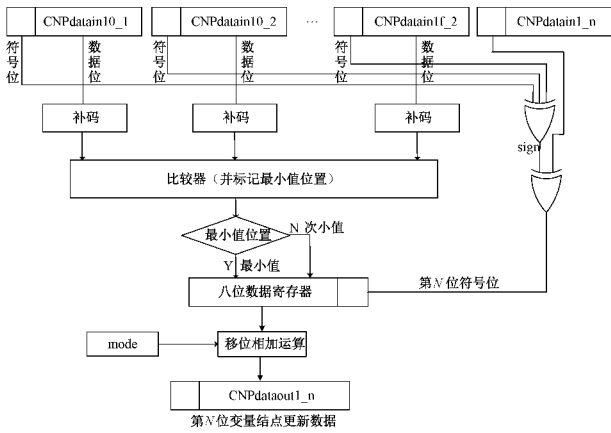 CNPdatain10_1 CNPdatain10_2 ... CNPdatain1f_2 CNPdatain1_n
符号位 数据位 符号位 数据位 符号位 数据位
补码 补码 补码
sign
比较器（并标记最小值位置）
最小值位置 N 次小值
Y 最小值
八位数据寄存器 第N位符号位
mode 移位相加运算
CNPdataout1_n
第N位变量结点更新数据